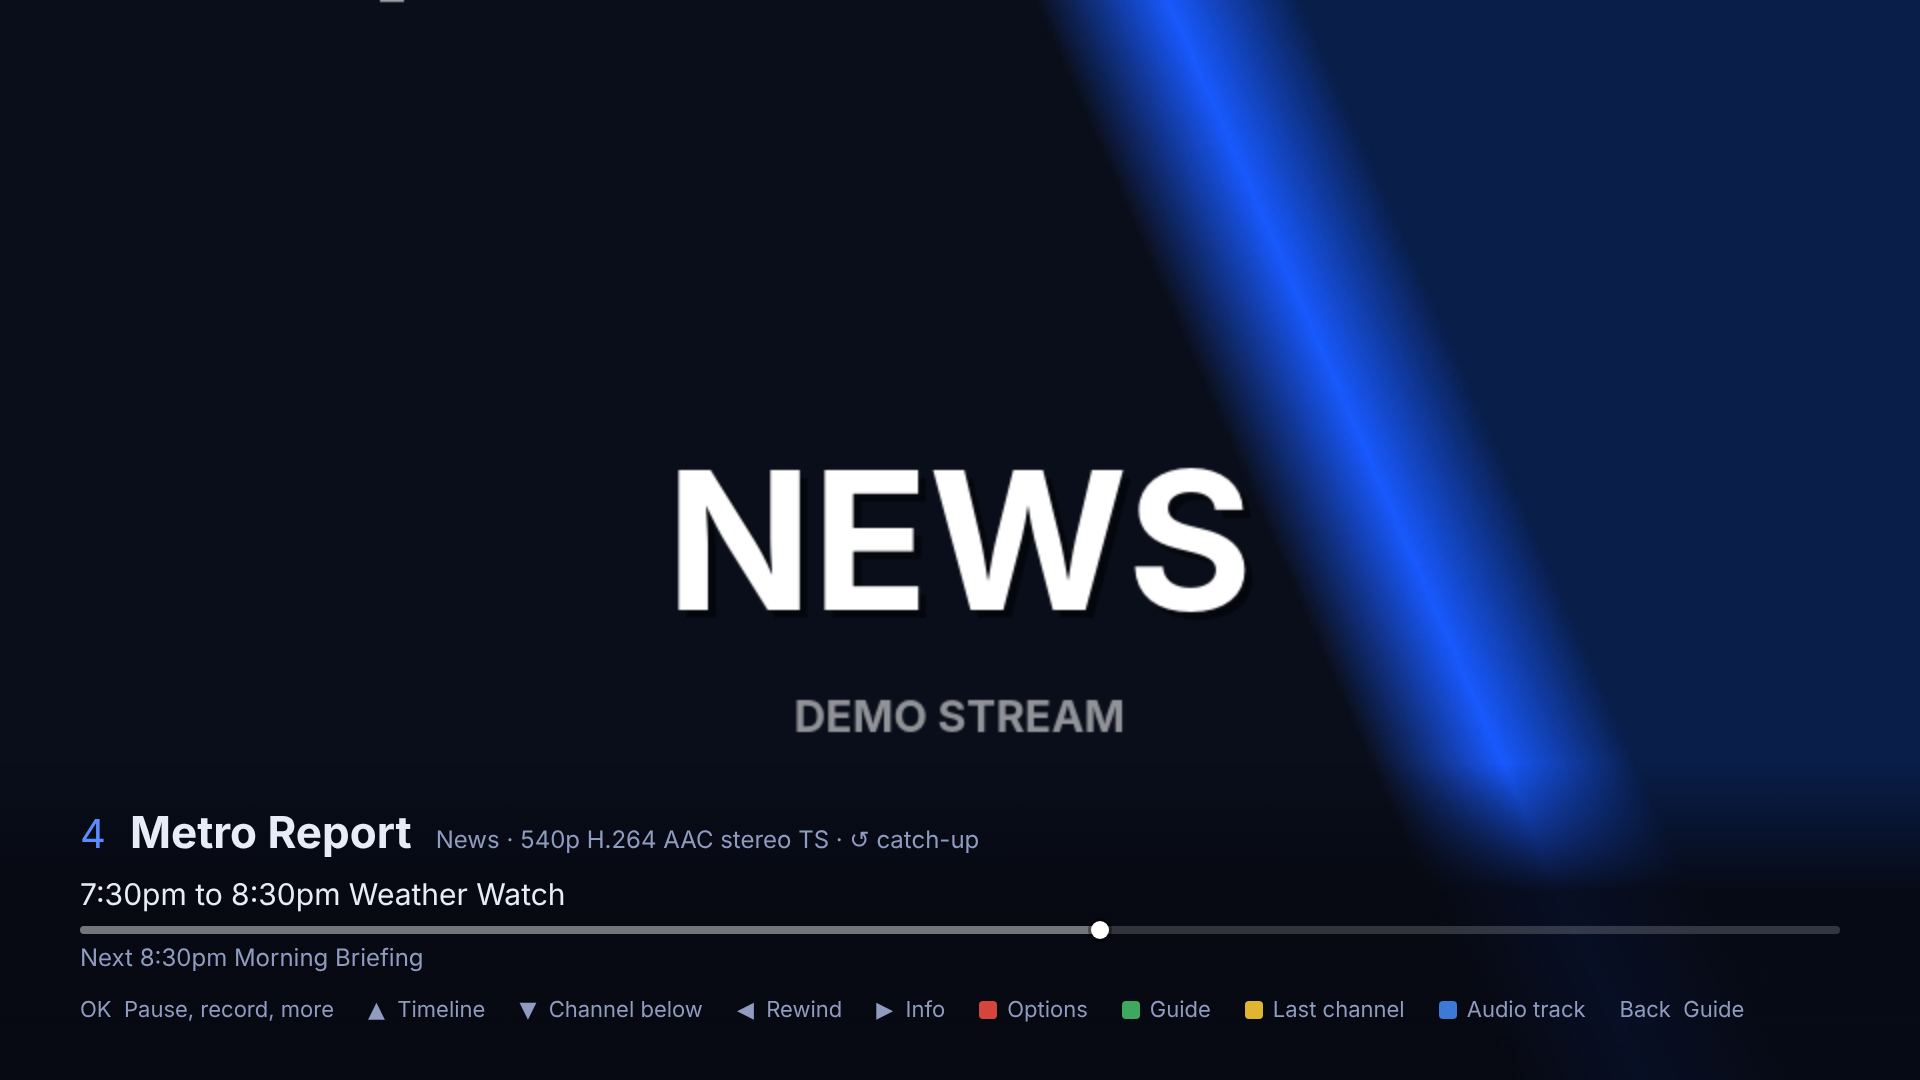 NEWS
DEMO STREAM
4 Metro Report News · 540p H.264 AAC stereo TS · ↺ catch-up
7:30pm to 8:30pm Weather Watch
Next 8:30pm Morning Briefing
OK Pause, record, more ▲ Timeline ▼ Channel below ◀ Rewind ▶ Info Options Guide Last channel Audio track Back Guide